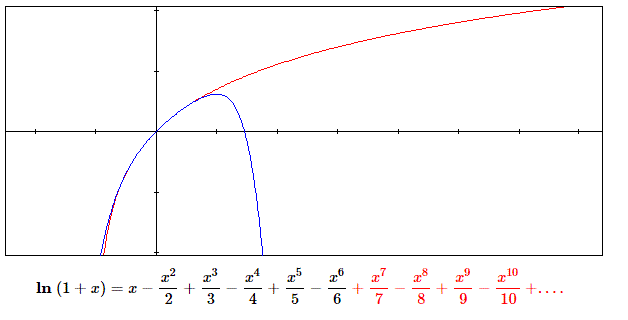 ln (1 + x) = x − x²/2 + x³/3 − x⁴/4 + x⁵/5 − x⁶/6 + x⁷/7 − x⁸/8 + x⁹/9 − x¹⁰/10 + ....